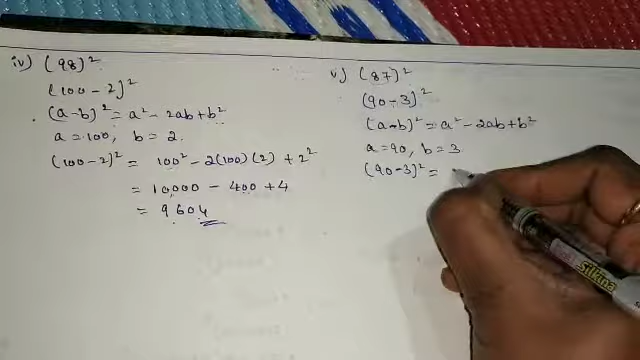 iv) (98)²
(100-2)²
(a-b)² = a² - 2ab + b²
a = 100, b = 2.
(100-2)² = 100² - 2(100)(2) + 2²
= 10,000 - 400 + 4
= 9604
v) (87)²
(90-3)²
(a-b)² = a² - 2ab + b²
a = 90, b = 3
(90-3)² =